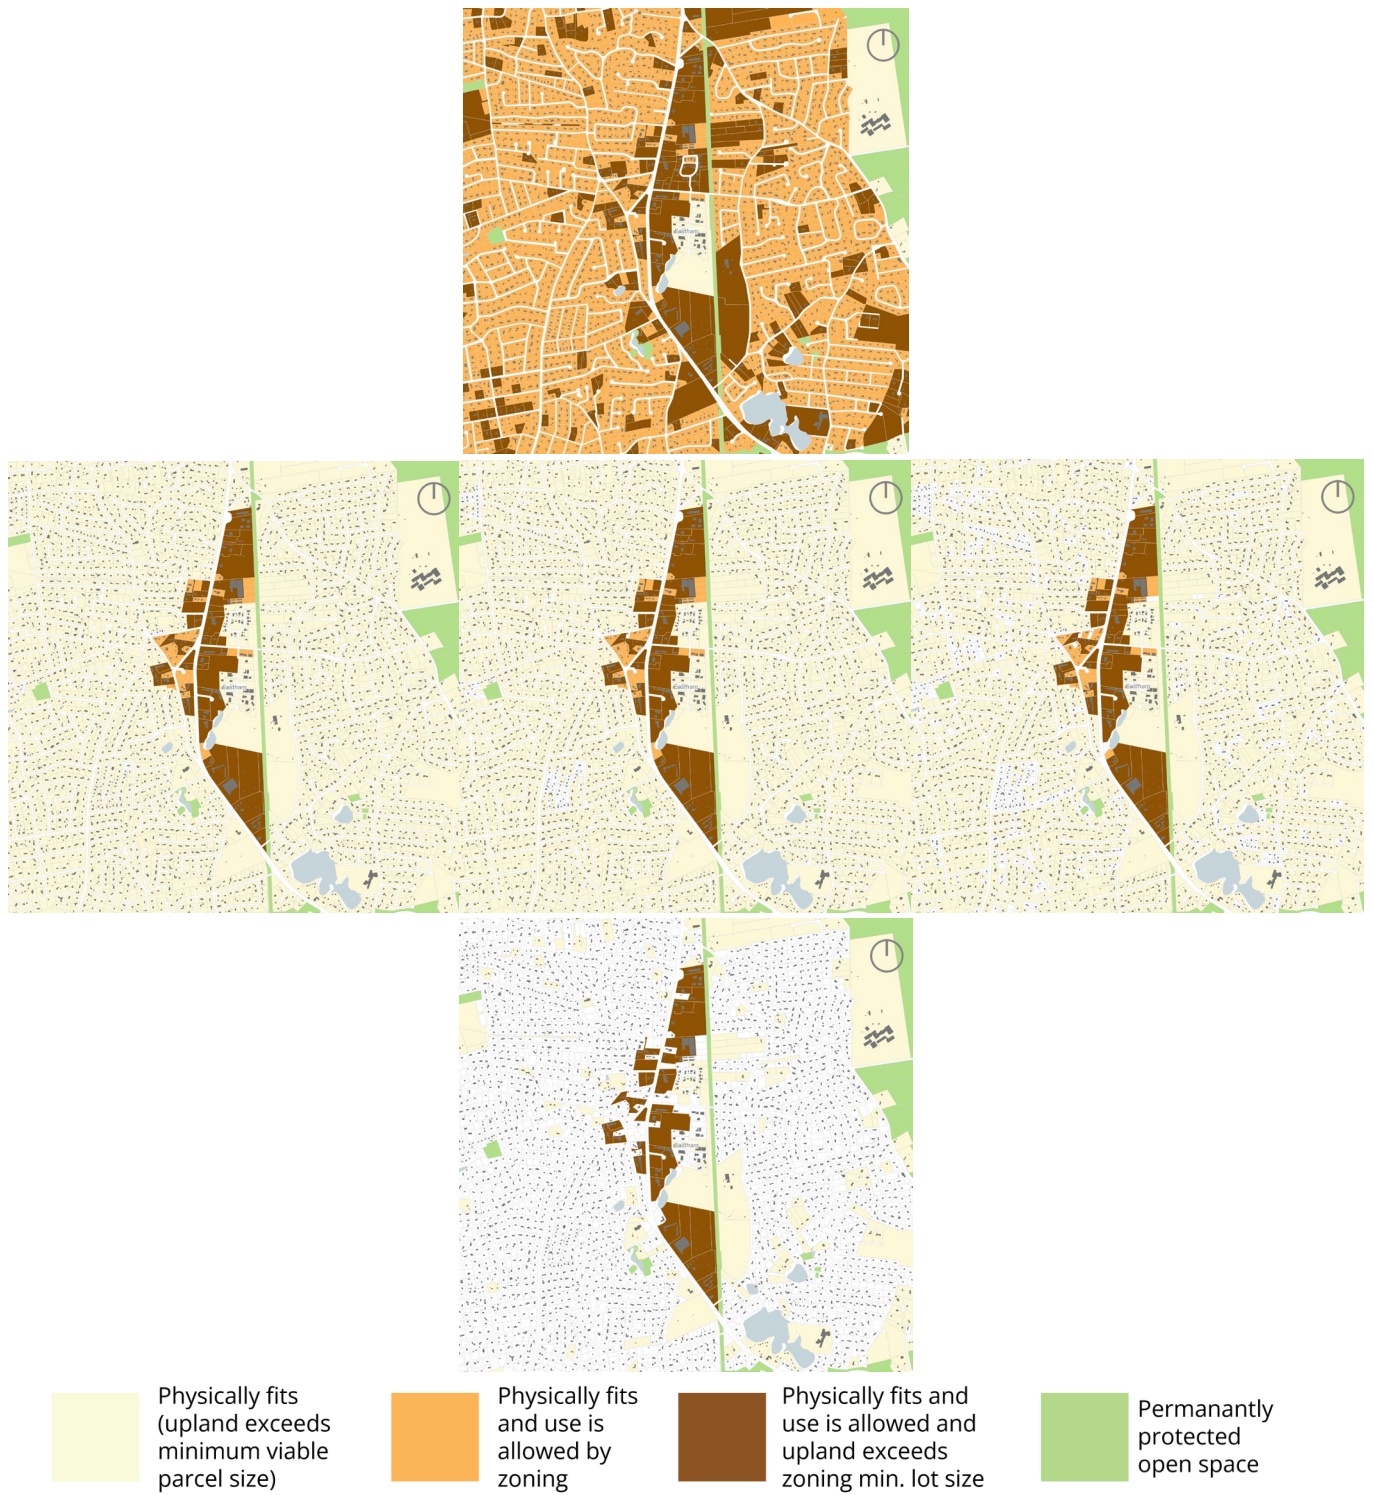 Physically fits
(upland exceeds
minimum viable
parcel size)
Physically fits
and use is
allowed by
zoning
Physically fits and
use is allowed and
upland exceeds
zoning min. lot size
Permanantly
protected
open space